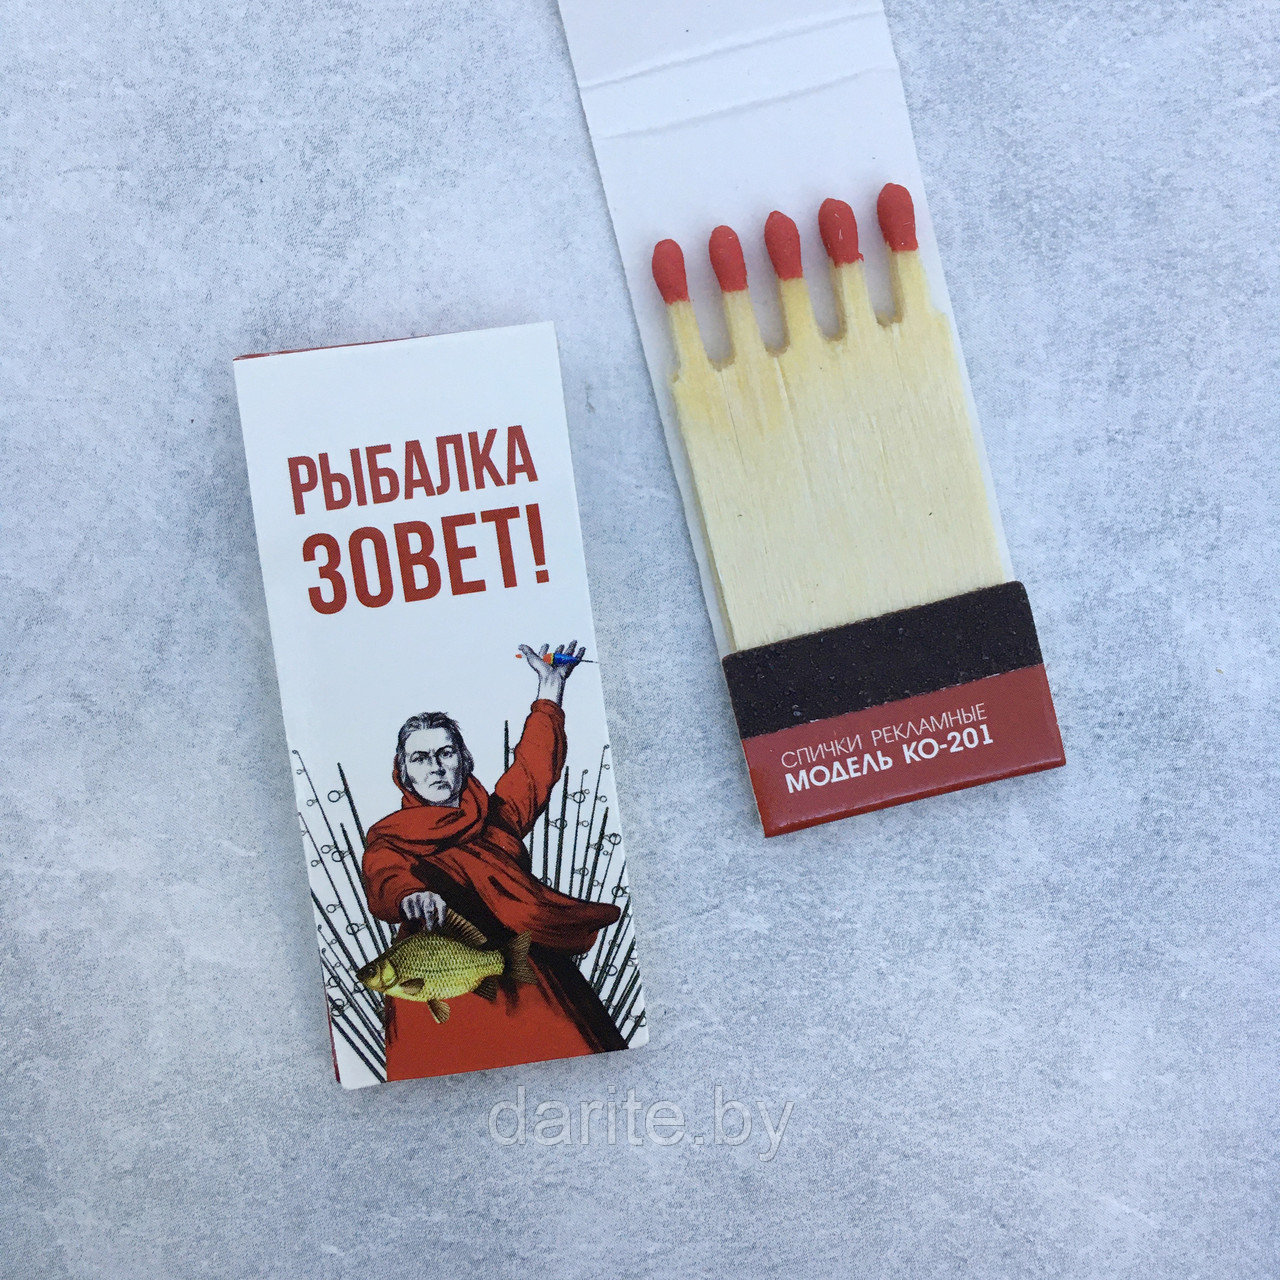 РЫБАЛКА
ЗОВЕТ!
СПИЧКИ РЕКЛАМНЫЕ
МОДЕЛЬ КО-201
darite.by